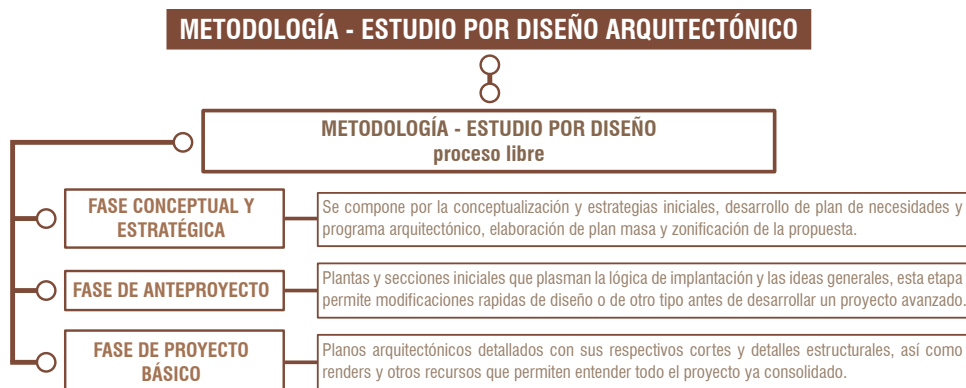 METODOLOGÍA - ESTUDIO POR DISEÑO ARQUITECTÓNICO
METODOLOGÍA - ESTUDIO POR DISEÑO
proceso libre
FASE CONCEPTUAL Y
ESTRATÉGICA
Se compone por la conceptualización y estrategias iniciales, desarrollo de plan de necesidades y
programa arquitectónico, elaboración de plan masa y zonificación de la propuesta.
FASE DE ANTEPROYECTO
Plantas y secciones iniciales que plasman la lógica de implantación y las ideas generales, esta etapa
permite modificaciones rapidas de diseño o de otro tipo antes de desarrollar un proyecto avanzado.
FASE DE PROYECTO
BÁSICO
Planos arquitectónicos detallados con sus respectivos cortes y detalles estructurales, así como
renders y otros recursos que permiten entender todo el proyecto ya consolidado.